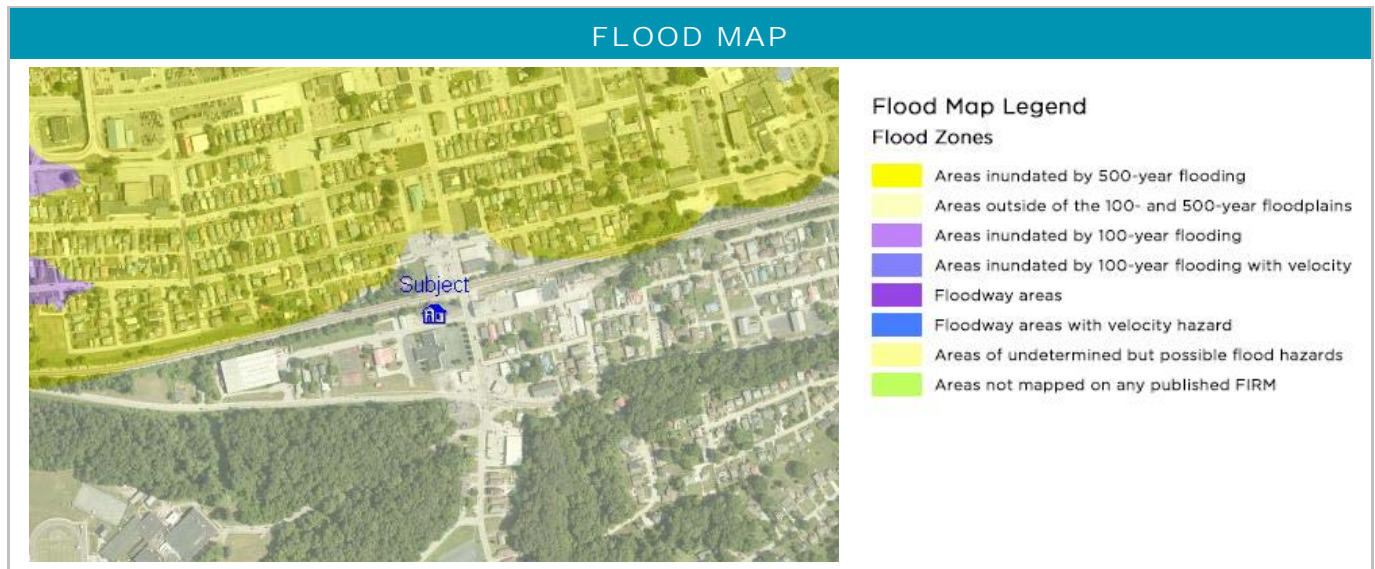 FLOOD MAP
Subject
Flood Map Legend
Flood Zones
Areas inundated by 500-year flooding
Areas outside of the 100- and 500-year floodplains
Areas inundated by 100-year flooding
Areas inundated by 100-year flooding with velocity
Floodway areas
Floodway areas with velocity hazard
Areas of undetermined but possible flood hazards
Areas not mapped on any published FIRM